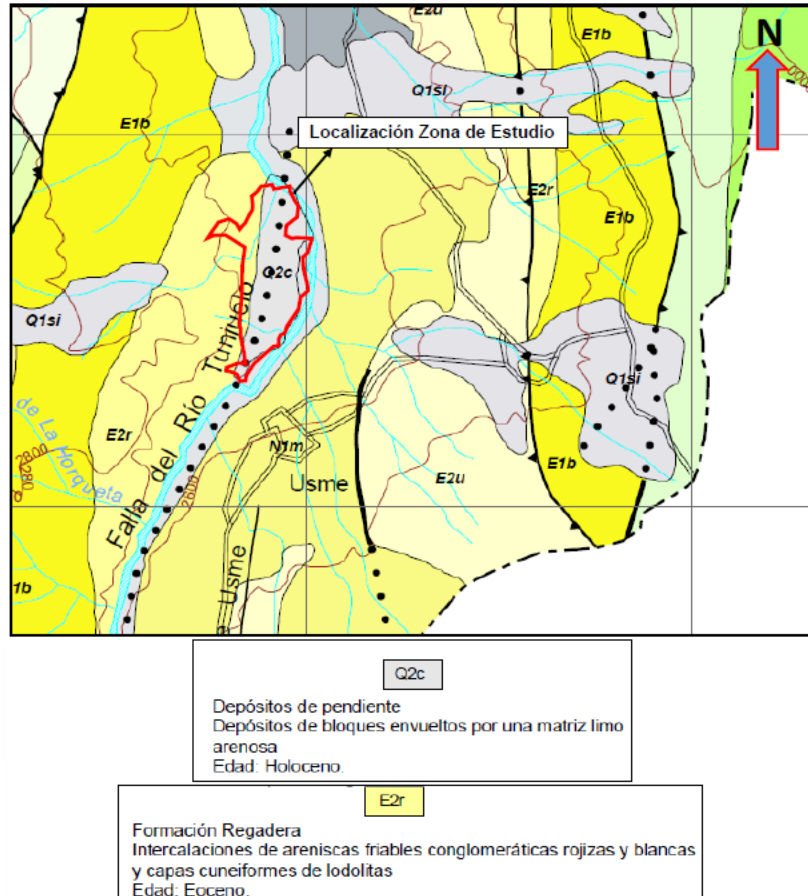 E2u
E1b
N
Q1si
E1b
Localización Zona de Estudio
E2r
E1b
Q2c
Q1si
Falla del Río Tunjuelo
Q1si
E2r
de La Horqueta
2800
280
2600
N1m
Usme
E2u
E1b
Usme
1b
Q2c
Depósitos de pendiente
Depósitos de bloques envueltos por una matriz limo
arenosa
Edad: Holoceno.
E2r
Formación Regadera
Intercalaciones de areniscas friables conglomeráticas rojizas y blancas
y capas cuneiformes de lodolitas
Edad: Eoceno.